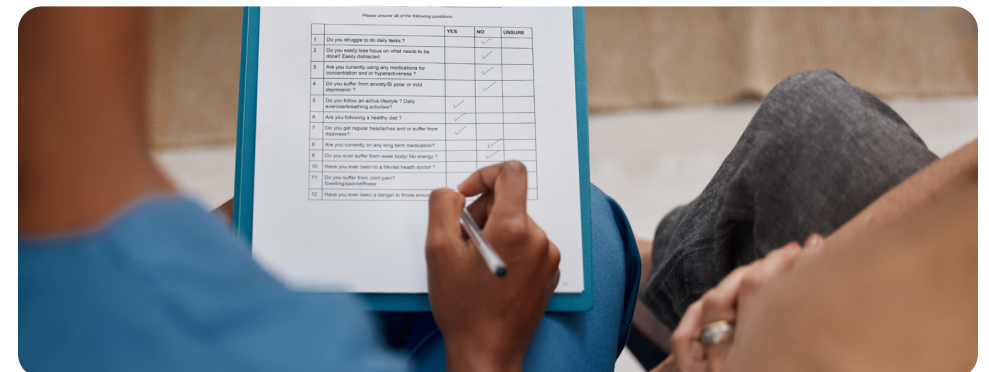 Please answer all of the following questions:
YES NO UNSURE
1 Do you struggle to do daily tasks ?
2 Do you easily lose focus on what needs to be
done? Easily distracted
3 Are you currently using any medications for
concentration and or hyperactiveness ?
4 Do you suffer from anxiety/Bi polar or mild
depression ?
5 Do you follow an active lifestyle ? Daily
exercise/breathing activities?
6 Are you following a healthy diet ?
7 Do you get regular headaches and or suffer from
dizziness?
8 Are you currently on any long term medication?
9 Do you ever suffer from weak body/ No energy ?
10 Have you ever been to a Mental health doctor ?
11 Do you suffer from Joint pain?
Swelling/pain/stiffness
12 Have you ever been a danger to those